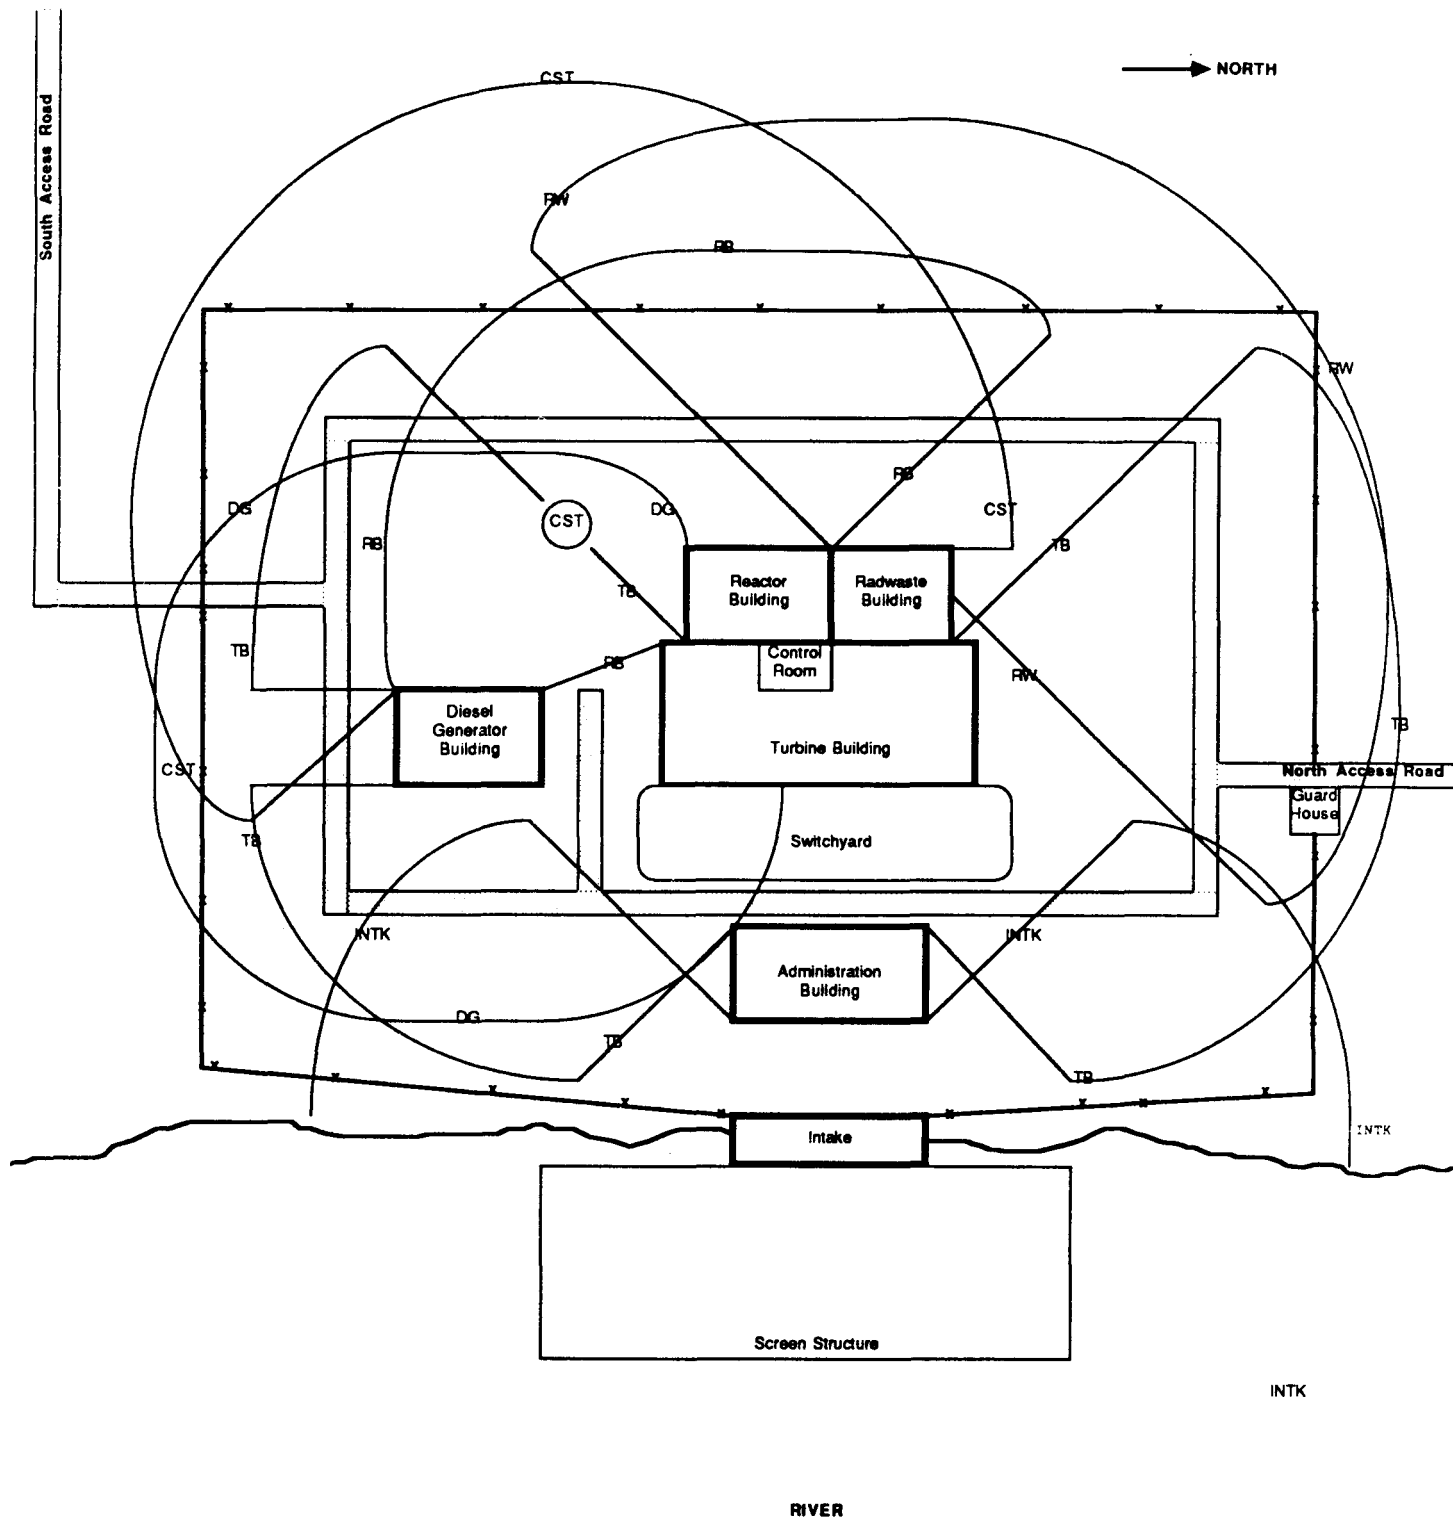 NORTH
CST
South Access Road
RW
RB
RW
RB
DG
DG
CST
CST
RB
TB
TB
Reactor
Building
Radwaste
Building
TB
RB
Control
Room
RW
Diesel
Generator
Building
TB
Turbine Building
CST
North Access Road
Guard
House
TB
Switchyard
INTK
INTK
Administration
Building
DG
TB
TB
Intake
INTK
Screen Structure
INTK
RIVER